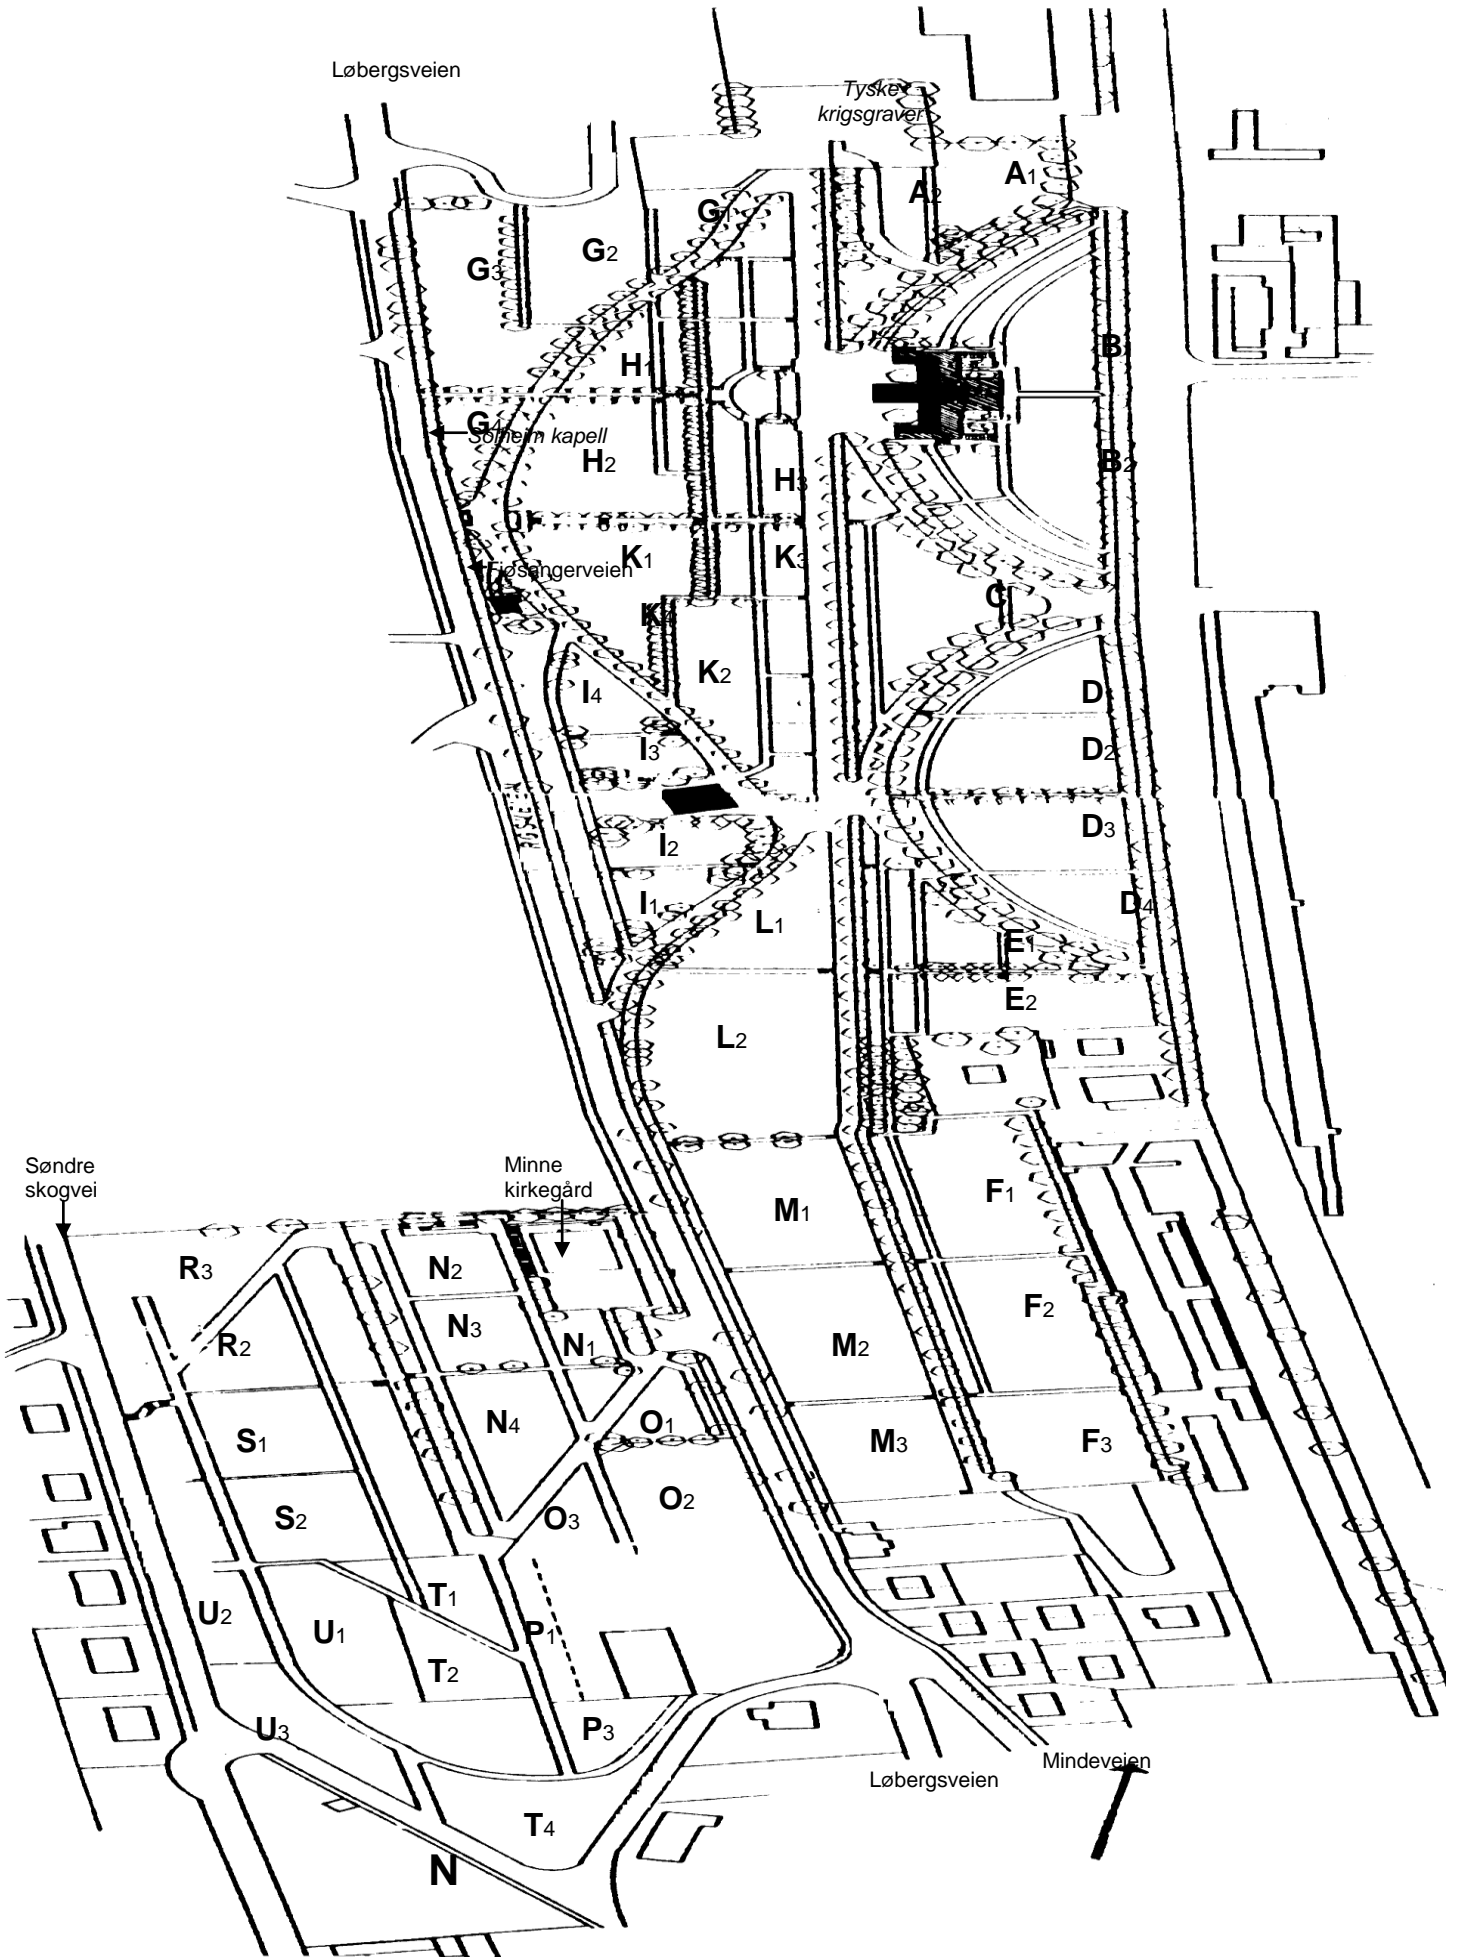 Løbergsveien
Tyske
krigsgraver
A1
A2
G1
G2
G3
B
H1
G4
Solheim kapell
H2
B2
H3
K1
K3
Fjøsangerveien
C
K4
K2
I4
D
I3
D2
D3
I2
I1
D4
L1
E1
E2
L2
Søndre
skogvei
Minne
kirkegård
F1
M1
R3
N2
F2
N3
R2
N1
M2
O1
N4
S1
M3
F3
O2
S2
O3
T1
U2
U1
P1
T2
U3
P3
Mindeveien
Løbergsveien
T4
N